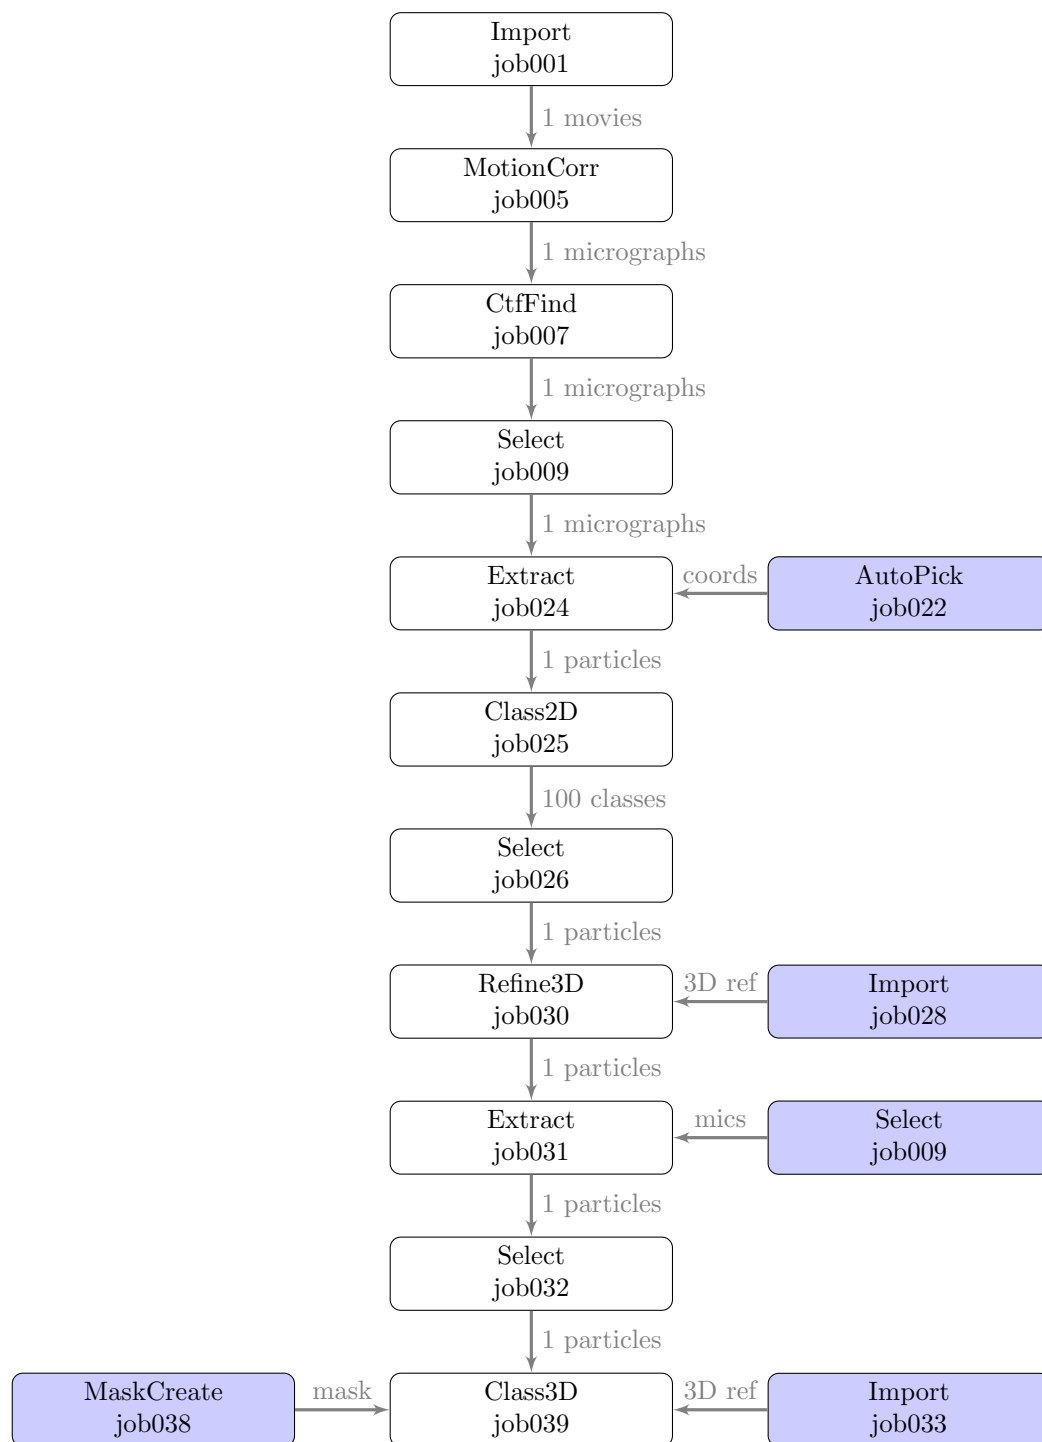 Import
job001
1 movies
MotionCorr
job005
1 micrographs
CtfFind
job007
1 micrographs
Select
job009
1 micrographs
Extract
job024
coords
AutoPick
job022
1 particles
Class2D
job025
100 classes
Select
job026
1 particles
Refine3D
job030
3D ref
Import
job028
1 particles
Extract
job031
mics
Select
job009
1 particles
Select
job032
1 particles
MaskCreate
job038
mask
Class3D
job039
3D ref
Import
job033